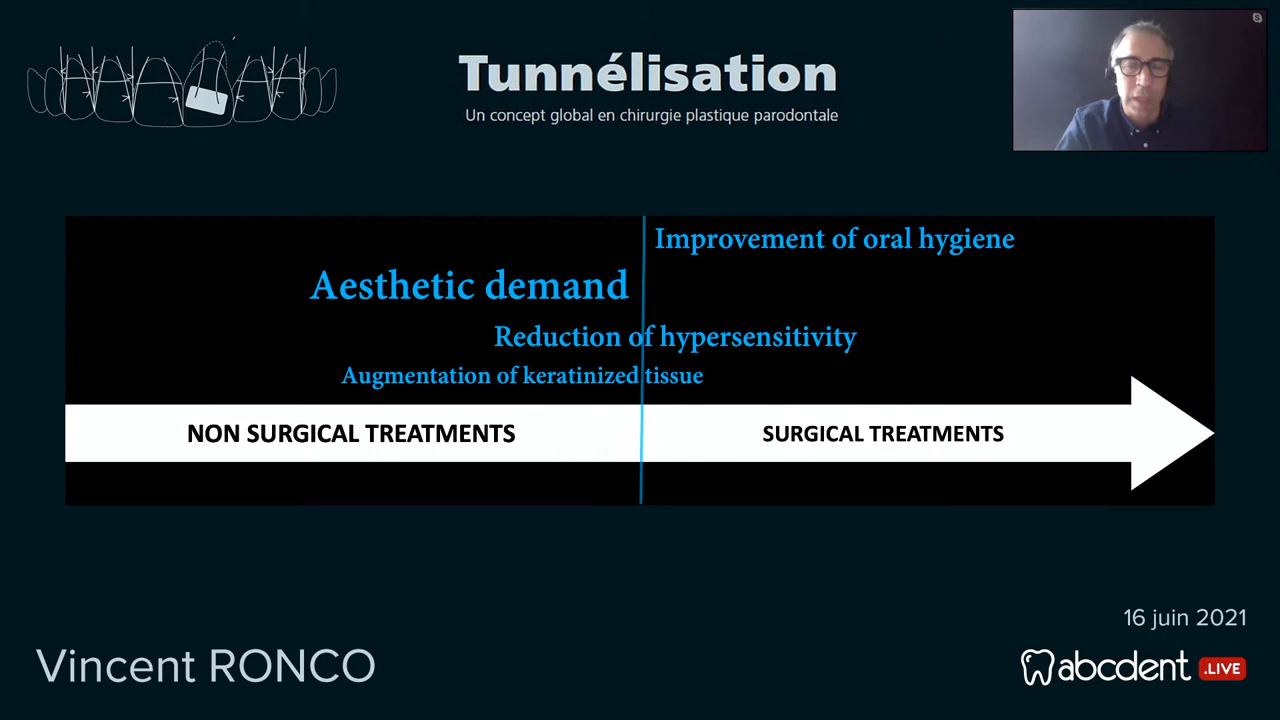 Tunnélisation
Un concept global en chirurgie plastique parodontale
Improvement of oral hygiene
Aesthetic demand
Reduction of hypersensitivity
Augmentation of keratinized tissue
NON SURGICAL TREATMENTS
SURGICAL TREATMENTS
16 juin 2021
Vincent RONCO
abcdent .LIVE